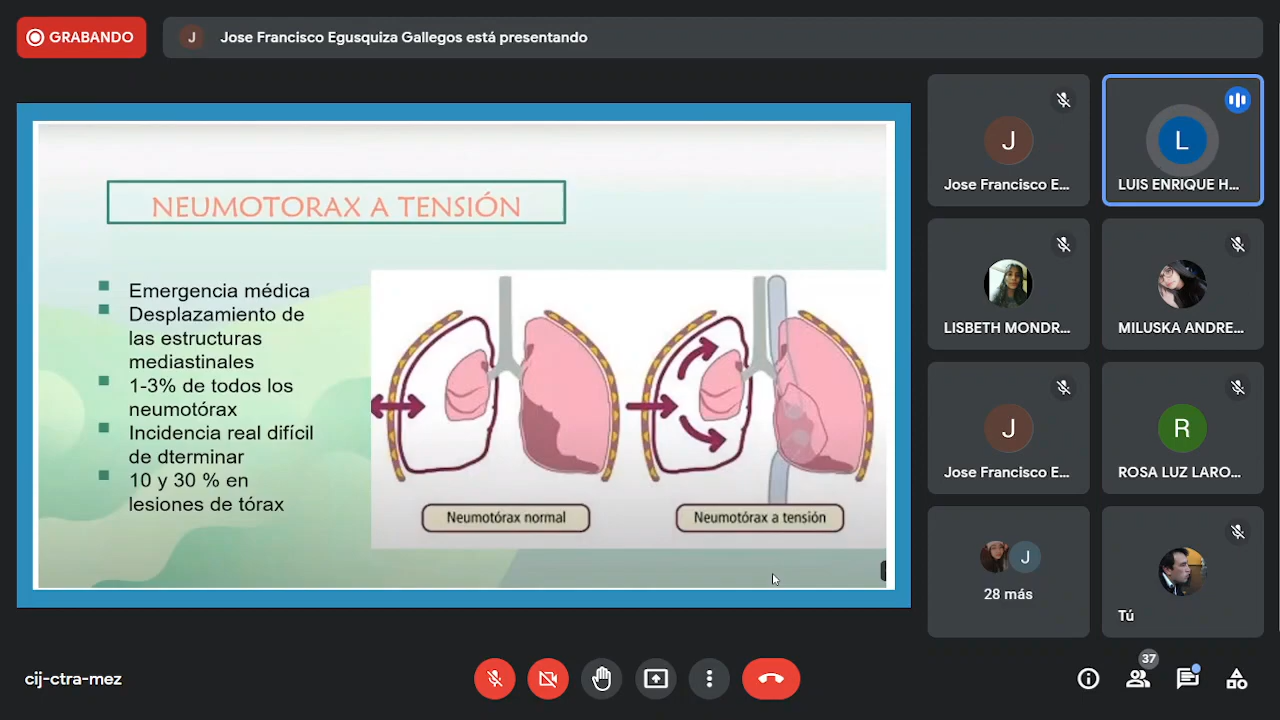 GRABANDO
J
Jose Francisco Egusquiza Gallegos está presentando
NEUMOTORAX A TENSIÓN
Emergencia médica
Desplazamiento de
las estructuras
mediastinales
1-3% de todos los
neumotórax
Incidencia real difícil
de dterminar
10 y 30 % en
lesiones de tórax
Neumotórax normal
Neumotórax a tensión
J
Jose Francisco E...
L
LUIS ENRIQUE H...
LISBETH MONDR...
MILUSKA ANDRE...
J
Jose Francisco E...
R
ROSA LUZ LARO...
J
28 más
Tú
cij-ctra-mez
37